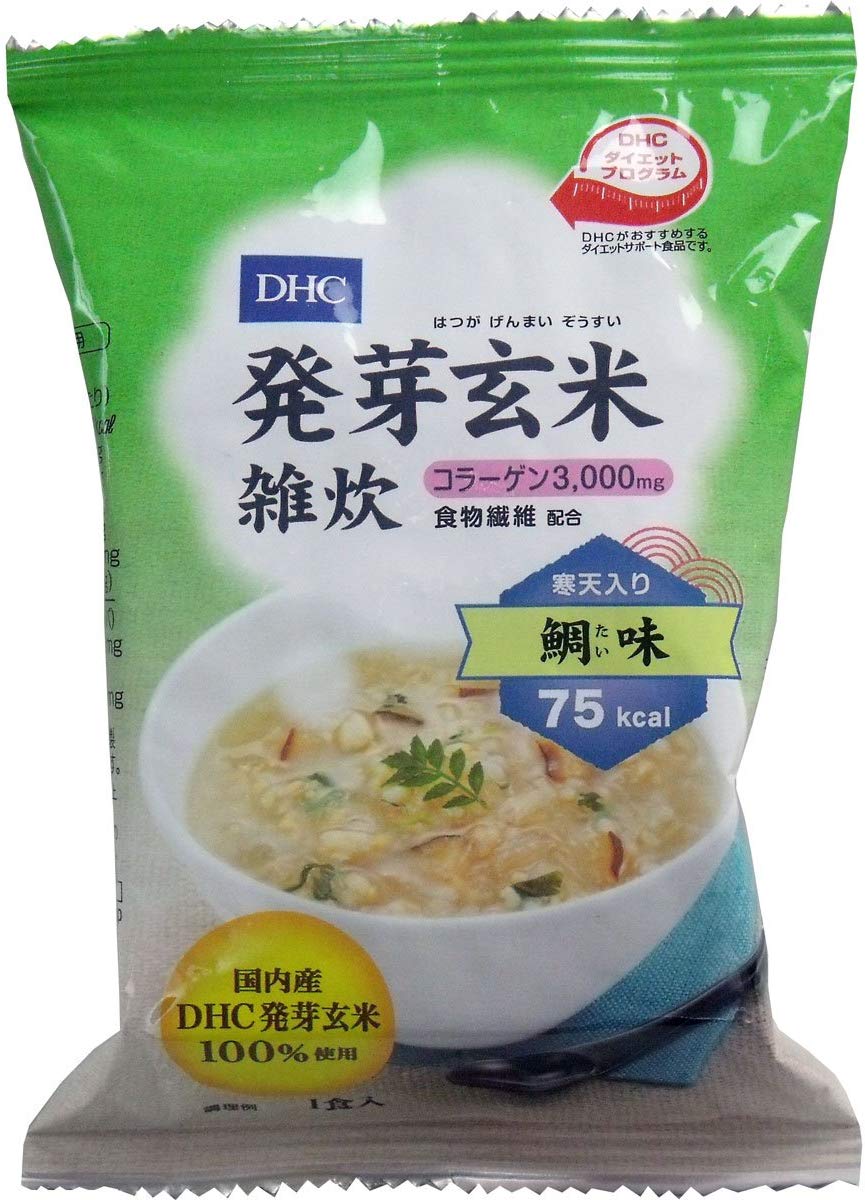 DHC
ダイエット
プログラム
DHCがおすすめする
ダイエットサポート食品です。
DHC
はつが げんまい ぞうすい
発芽玄米
雑炊
コラーゲン3,000mg
食物繊維 配合
寒天入り
鯛味
たい
75 kcal
国内産
DHC発芽玄米
100%使用
調理例
1食入